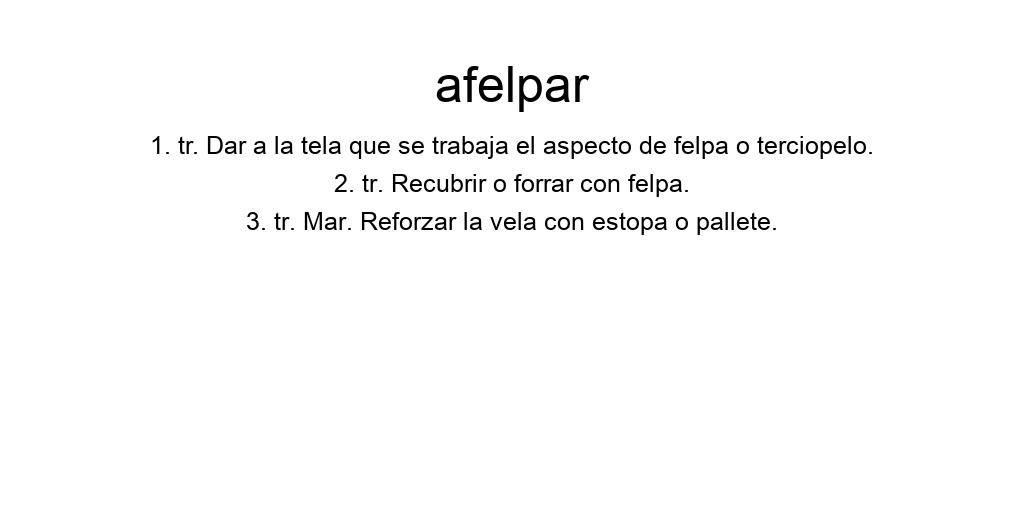 afelpar
1. tr. Dar a la tela que se trabaja el aspecto de felpa o terciopelo.
2. tr. Recubrir o forrar con felpa.
3. tr. Mar. Reforzar la vela con estopa o pallete.